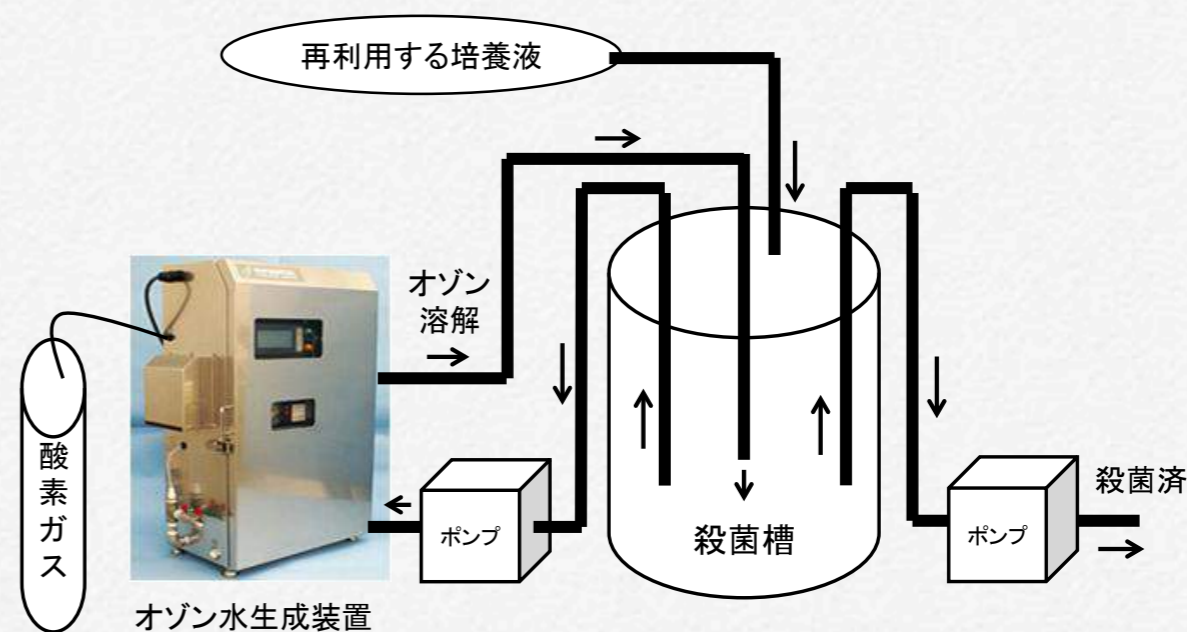 再利用する培養液
オゾン
溶解
酸素ガス
ポンプ
殺菌槽
ポンプ
殺菌済
オゾン水生成装置